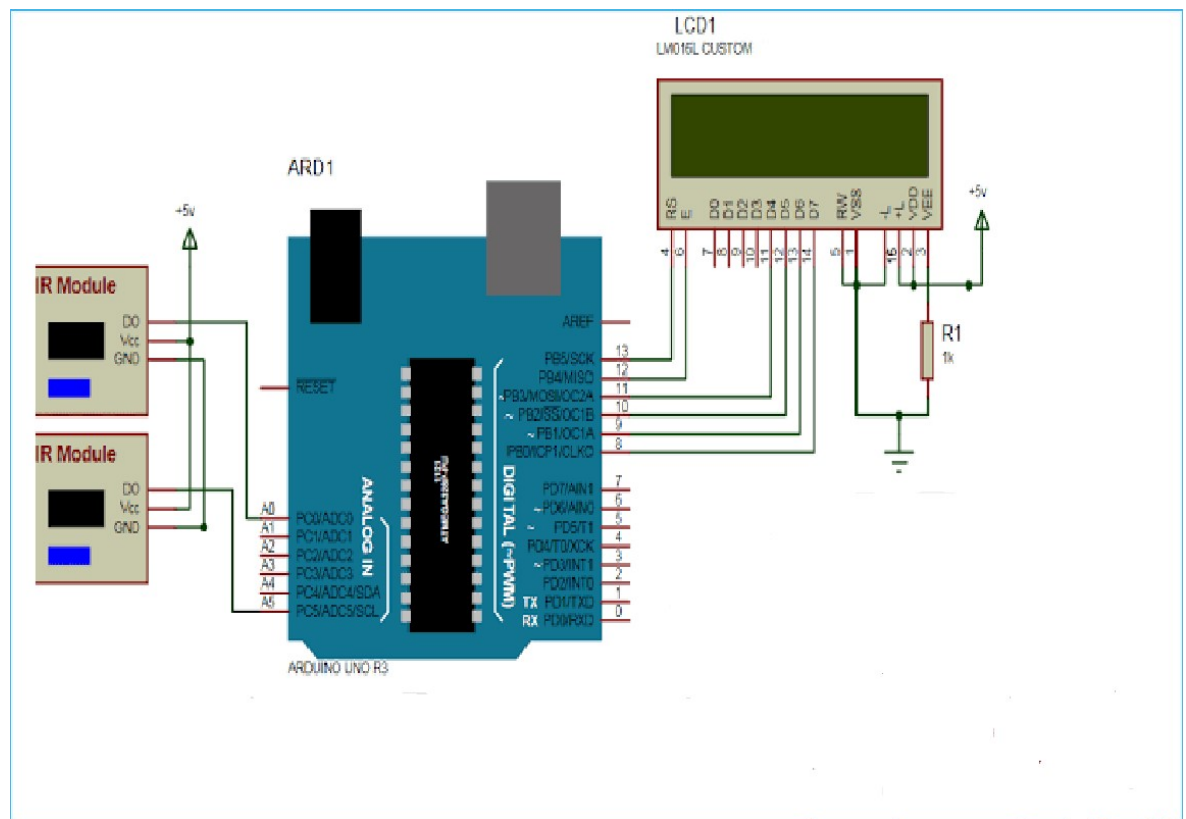 LCD1
LM016L CUSTOM
ARD1
+5v
+5v
RS
E
D0
D1
D2
D3
D4
D5
D6
D7
RW
VSS
-L
+L
VDD
VEE
4
6
7
8
9
10
11
12
13
14
5
1
16
2
3
IR Module
DO
Vcc
GND
R1
1k
AREF
RESET
PB5/SCK 13
PB4/MISO 12
~PB3/MOSI/OC2A 11
~ PB2/SS/OC1B 10
~ PB1/OC1A 9
PB0/ICP1/CLKO 8
IR Module
DO
Vcc
GND
PD7/AIN1 7
~PD6/AIN0 6
~ PD5/T1 5
PD4/T0/XCK 4
~PD3/INT1 3
PD2/INT0 2
TX PD1/TXD 1
RX PD0/RXD 0
DIGITAL (~PWM)
ANALOG IN
A0 PC0/ADC0
A1 PC1/ADC1
A2 PC2/ADC2
A3 PC3/ADC3
A4 PC4/ADC4/SDA
A5 PC5/ADC5/SCL
ARDUINO UNO R3